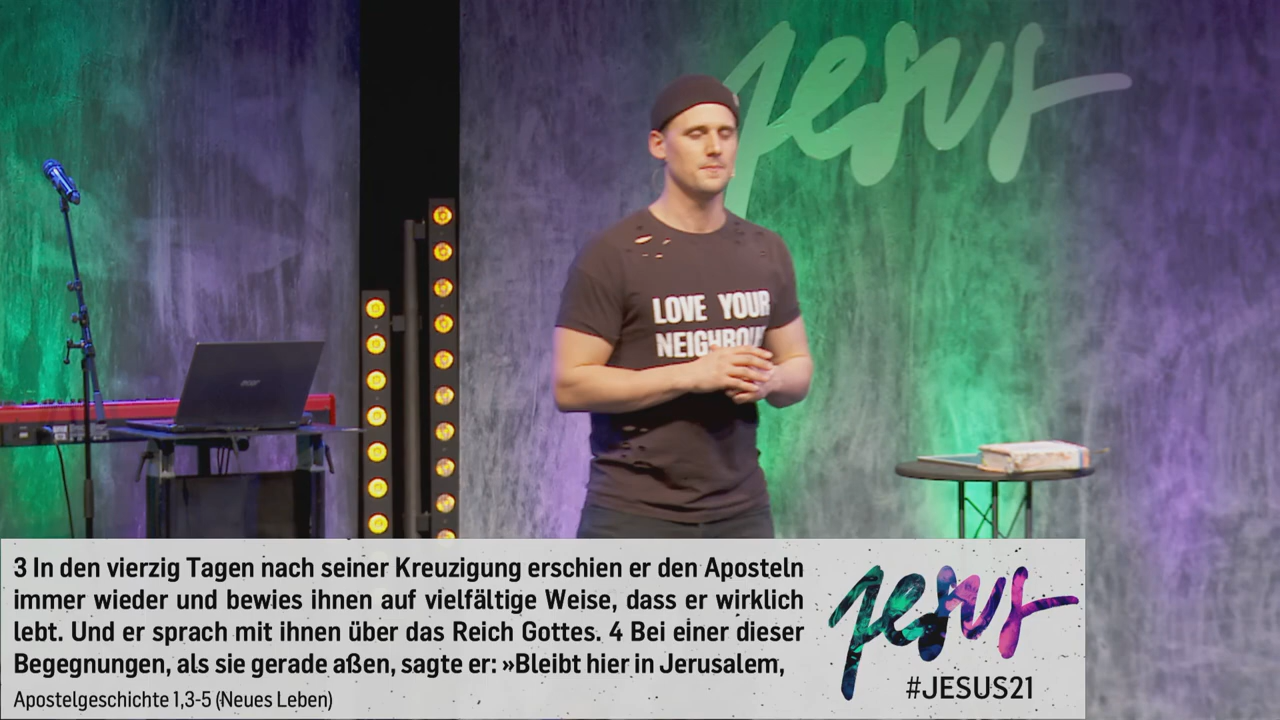 Jesus
LOVE YOUR
NEIGHBOUR
acer
3 In den vierzig Tagen nach seiner Kreuzigung erschien er den Aposteln
immer wieder und bewies ihnen auf vielfältige Weise, dass er wirklich
lebt. Und er sprach mit ihnen über das Reich Gottes. 4 Bei einer dieser
Begegnungen, als sie gerade aßen, sagte er: »Bleibt hier in Jerusalem,
Apostelgeschichte 1,3-5 (Neues Leben)
Jesus
#JESUS21